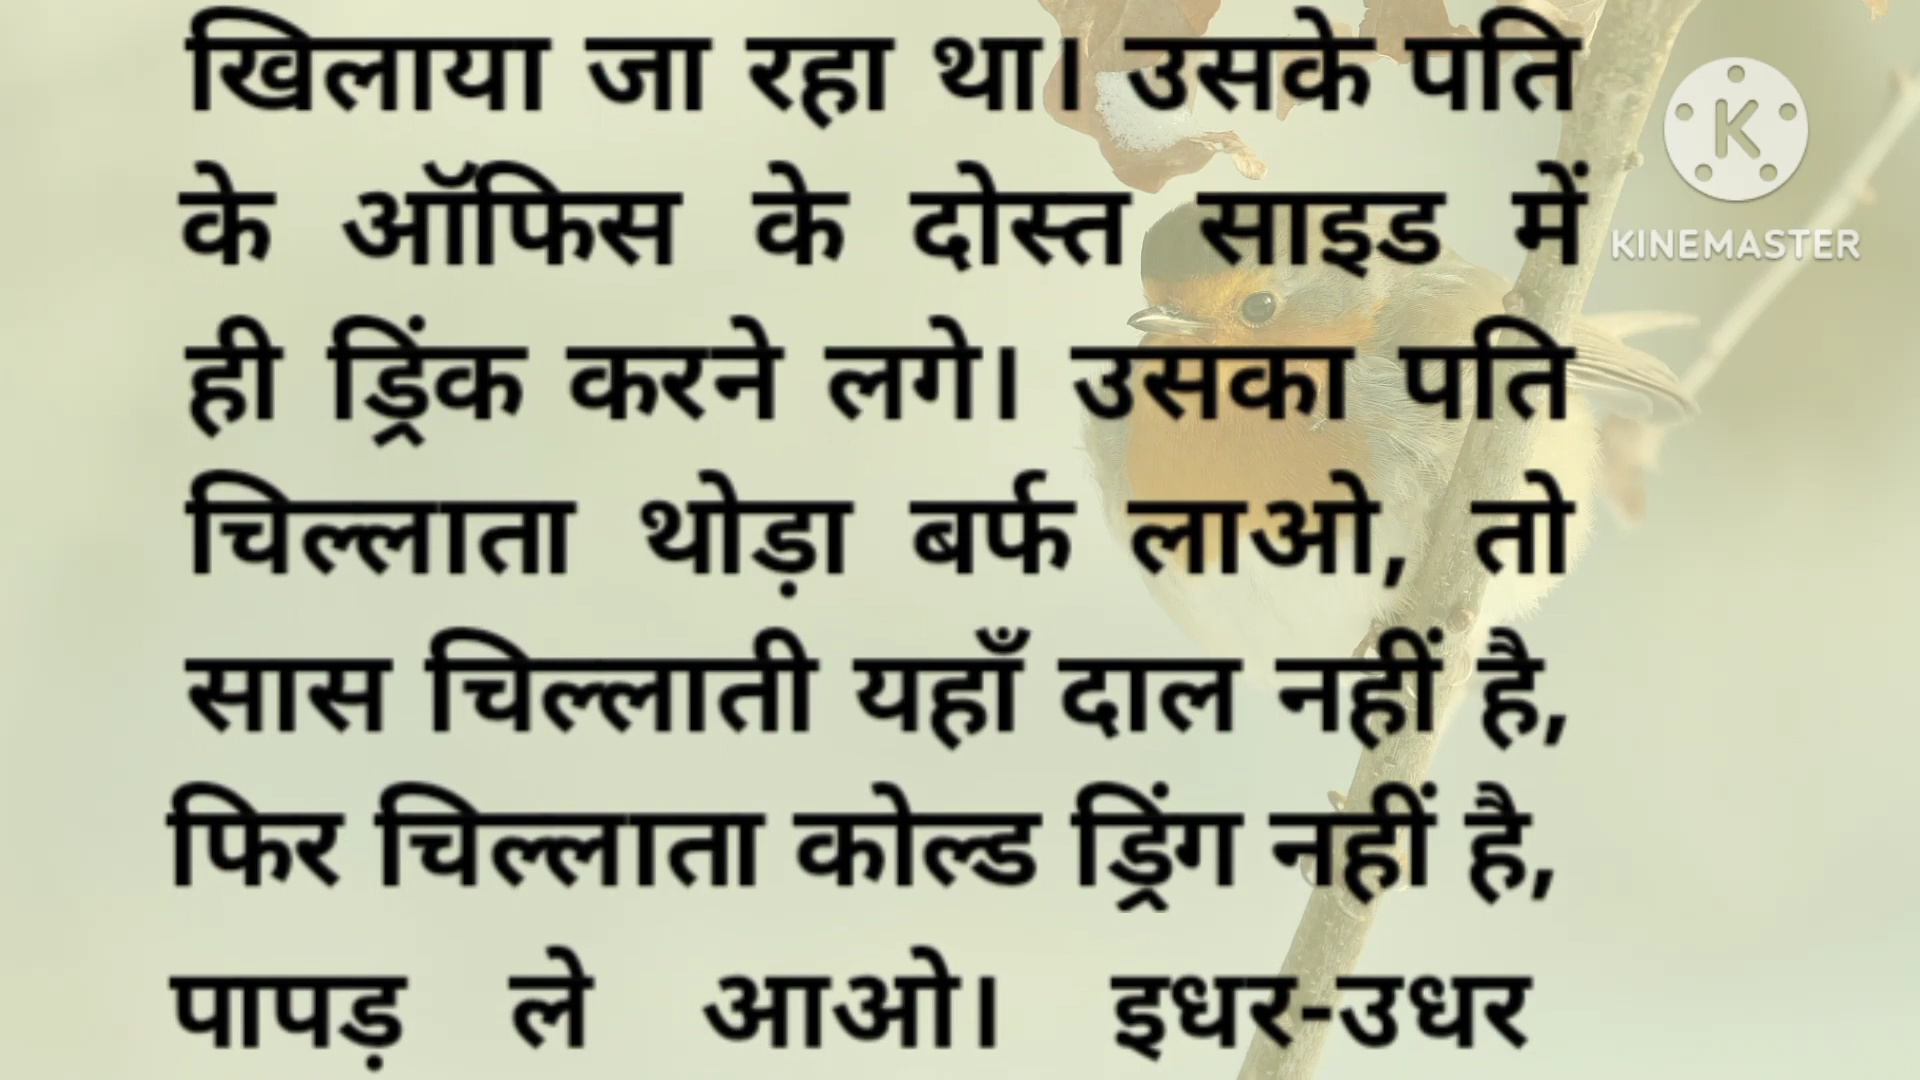 खिलाया जा रहा था। उसके पति
के ऑफिस के दोस्त साइड में
ही ड्रिंक करने लगे। उसका पति
चिल्लाता थोड़ा बर्फ लाओ, तो
सास चिल्लाती यहाँ दाल नहीं है,
फिर चिल्लाता कोल्ड ड्रिंग नहीं है,
पापड़ ले आओ। इधर-उधर
K
KINEMASTER